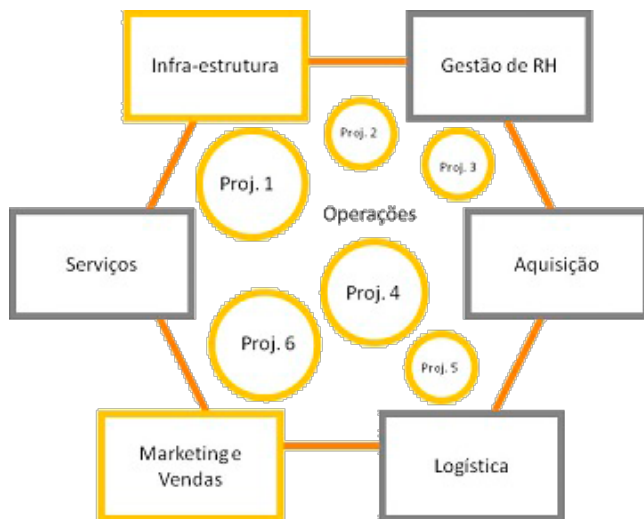 Infra-estrutura
Gestão de RH
Proj. 2
Proj. 3
Proj. 1
Operações
Serviços
Aquisição
Proj. 4
Proj. 6
Proj. 5
Marketing e
Vendas
Logística